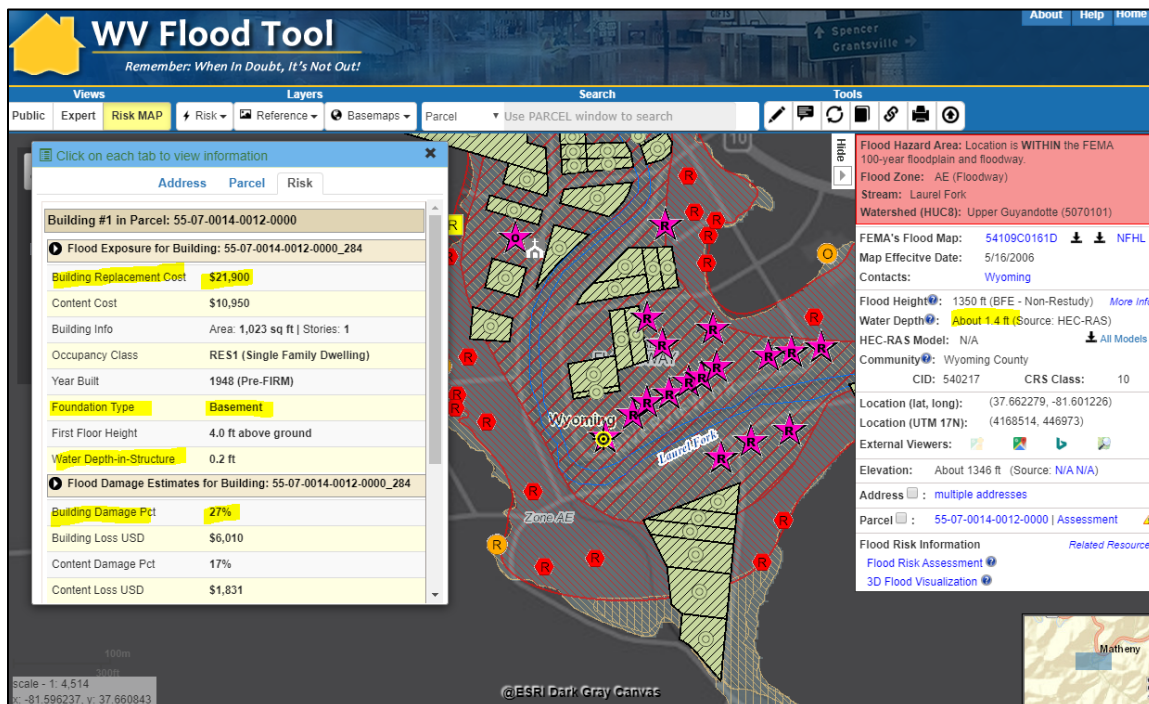 About Help Home
WV Flood Tool
Spencer
Grantsville
Remember: When In Doubt, It's Not Out!
Views Layers Search Tools
Public Expert Risk MAP Risk Reference Basemaps Parcel Use PARCEL window to search
Click on each tab to view information
Address Parcel Risk
Building #1 in Parcel: 55-07-0014-0012-0000
Flood Exposure for Building: 55-07-0014-0012-0000_284
Building Replacement Cost $21,900
Content Cost $10,950
Building Info Area: 1,023 sq ft | Stories: 1
Occupancy Class RES1 (Single Family Dwelling)
Year Built 1948 (Pre-FIRM)
Foundation Type Basement
First Floor Height 4.0 ft above ground
Water Depth-in-Structure 0.2 ft
Flood Damage Estimates for Building: 55-07-0014-0012-0000_284
Building Damage Pct 27%
Building Loss USD $6,010
Content Damage Pct 17%
Content Loss USD $1,831
Wyoming
Laurel Fork
Zone AE
100m
scale - 1: 4,514
x: -81.596237, y: 37.660843
@ESRI Dark Gray Canvas
Hide
Flood Hazard Area: Location is WITHIN the FEMA
100-year floodplain and floodway.
Flood Zone: AE (Floodway)
Stream: Laurel Fork
Watershed (HUC8): Upper Guyandotte (5070101)
FEMA's Flood Map: 54109C0161D NFHL
Map Effecitve Date: 5/16/2006
Contacts: Wyoming
Flood Height: 1350 ft (BFE - Non-Restudy) More Info
Water Depth: About 1.4 ft (Source: HEC-RAS)
HEC-RAS Model: N/A All Models
Community: Wyoming County
CID: 540217 CRS Class: 10
Location (lat, long): (37.662279, -81.601226)
Location (UTM 17N): (4168514, 446973)
External Viewers:
Elevation: About 1346 ft (Source: N/A N/A)
Address : multiple addresses
Parcel : 55-07-0014-0012-0000 | Assessment
Flood Risk Information Related Resource
Flood Risk Assessment
3D Flood Visualization
Matheny